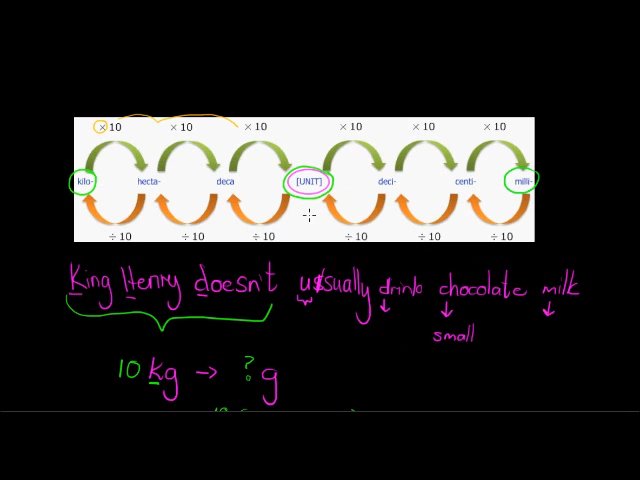 × 10 × 10 × 10 × 10 × 10 × 10
kilo- hecta- deca [UNIT] deci- centi- milli-
÷ 10 ÷ 10 ÷ 10 ÷ 10 ÷ 10 ÷ 10
King Henry doesn't usually drink chocolate milk
small
10 kg → ? g